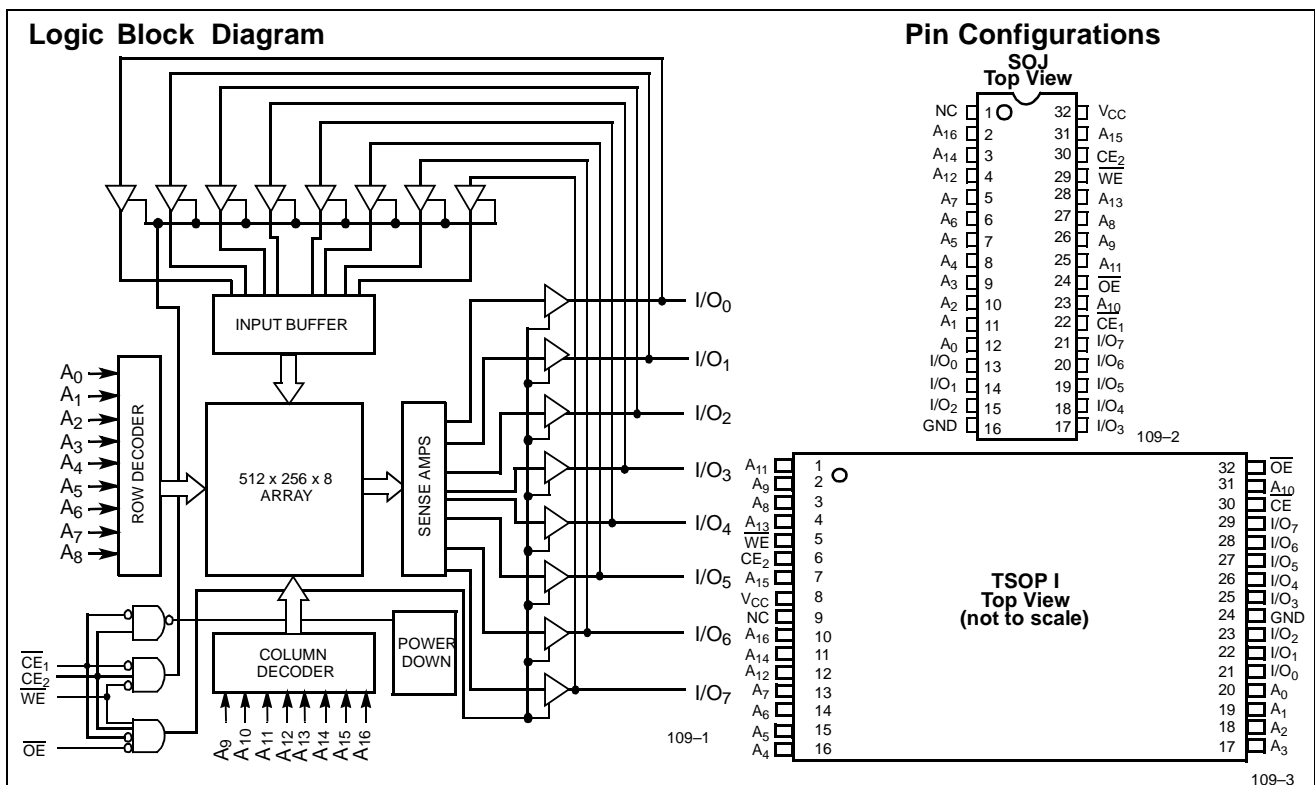 Logic Block Diagram
INPUT BUFFER
A0
A1
A2
A3
A4
A5
A6
A7
A8
ROW DECODER
512 x 256 x 8
ARRAY
SENSE AMPS
COLUMN
DECODER
POWER
DOWN
CE1
CE2
WE
OE
A9
A10
A11
A12
A13
A14
A15
A16
I/O0
I/O1
I/O2
I/O3
I/O4
I/O5
I/O6
I/O7
109–1
Pin Configurations
SOJ
Top View
NC 1 32 VCC
A16 2 31 A15
A14 3 30 CE2
A12 4 29 WE
A7 5 28 A13
A6 6 27 A8
A5 7 26 A9
A4 8 25 A11
A3 9 24 OE
A2 10 23 A10
A1 11 22 CE1
A0 12 21 I/O7
I/O0 13 20 I/O6
I/O1 14 19 I/O5
I/O2 15 18 I/O4
GND 16 17 I/O3
109–2
TSOP I
Top View
(not to scale)
A11 1 32 OE
A9 2 31 A10
A8 3 30 CE
A13 4 29 I/O7
WE 5 28 I/O6
CE2 6 27 I/O5
A15 7 26 I/O4
VCC 8 25 I/O3
NC 9 24 GND
A16 10 23 I/O2
A14 11 22 I/O1
A12 12 21 I/O0
A7 13 20 A0
A6 14 19 A1
A5 15 18 A2
A4 16 17 A3
109–3